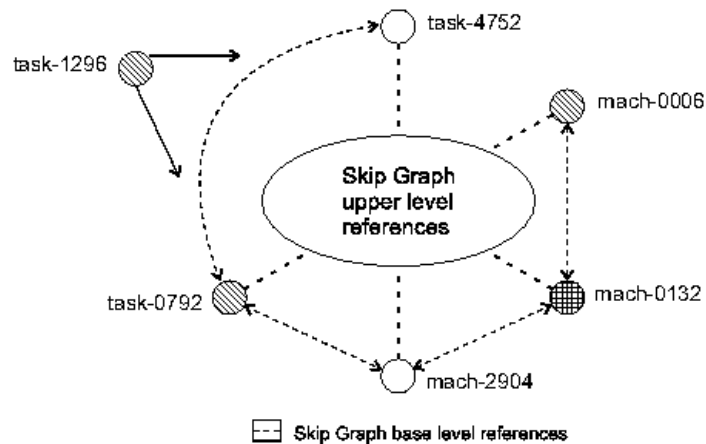 task-4752
task-1296
mach-0006
Skip Graph
upper level
references
task-0792
mach-0132
mach-2904
Skip Graph base level references